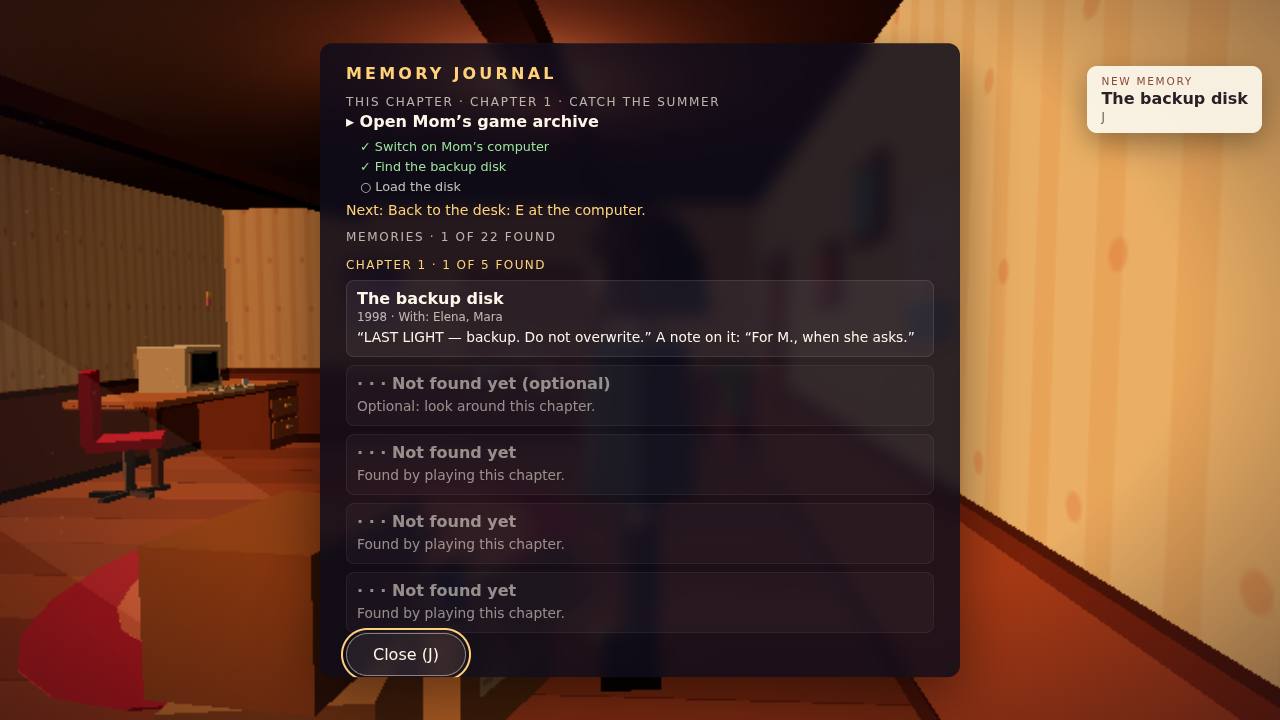 MEMORY JOURNAL
THIS CHAPTER · CHAPTER 1 · CATCH THE SUMMER
▸ Open Mom’s game archive
✓ Switch on Mom’s computer
✓ Find the backup disk
○ Load the disk
Next: Back to the desk: E at the computer.
MEMORIES · 1 OF 22 FOUND
CHAPTER 1 · 1 OF 5 FOUND
The backup disk
1998 · With: Elena, Mara
“LAST LIGHT — backup. Do not overwrite.” A note on it: “For M., when she asks.”
· · · Not found yet (optional)
Optional: look around this chapter.
· · · Not found yet
Found by playing this chapter.
· · · Not found yet
Found by playing this chapter.
· · · Not found yet
Found by playing this chapter.
Close (J)
NEW MEMORY
The backup disk
J